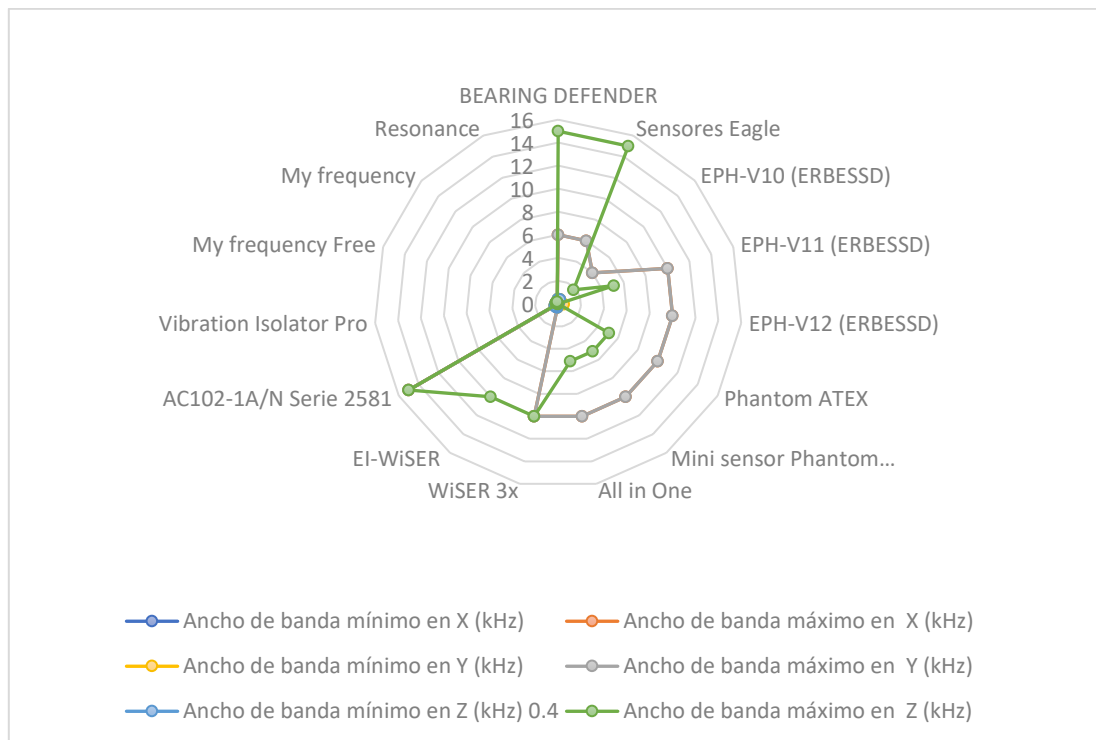 BEARING DEFENDER
16
Resonance
Sensores Eagle
14
12
My frequency
EPH-V10 (ERBESSD)
10
8
My frequency Free
EPH-V11 (ERBESSD)
6
4
2
0
Vibration Isolator Pro
EPH-V12 (ERBESSD)
AC102-1A/N Serie 2581
Phantom ATEX
EI-WiSER
Mini sensor Phantom...
WiSER 3x
All in One
Ancho de banda mínimo en X (kHz)
Ancho de banda máximo en X (kHz)
Ancho de banda mínimo en Y (kHz)
Ancho de banda máximo en Y (kHz)
Ancho de banda mínimo en Z (kHz) 0.4
Ancho de banda máximo en Z (kHz)